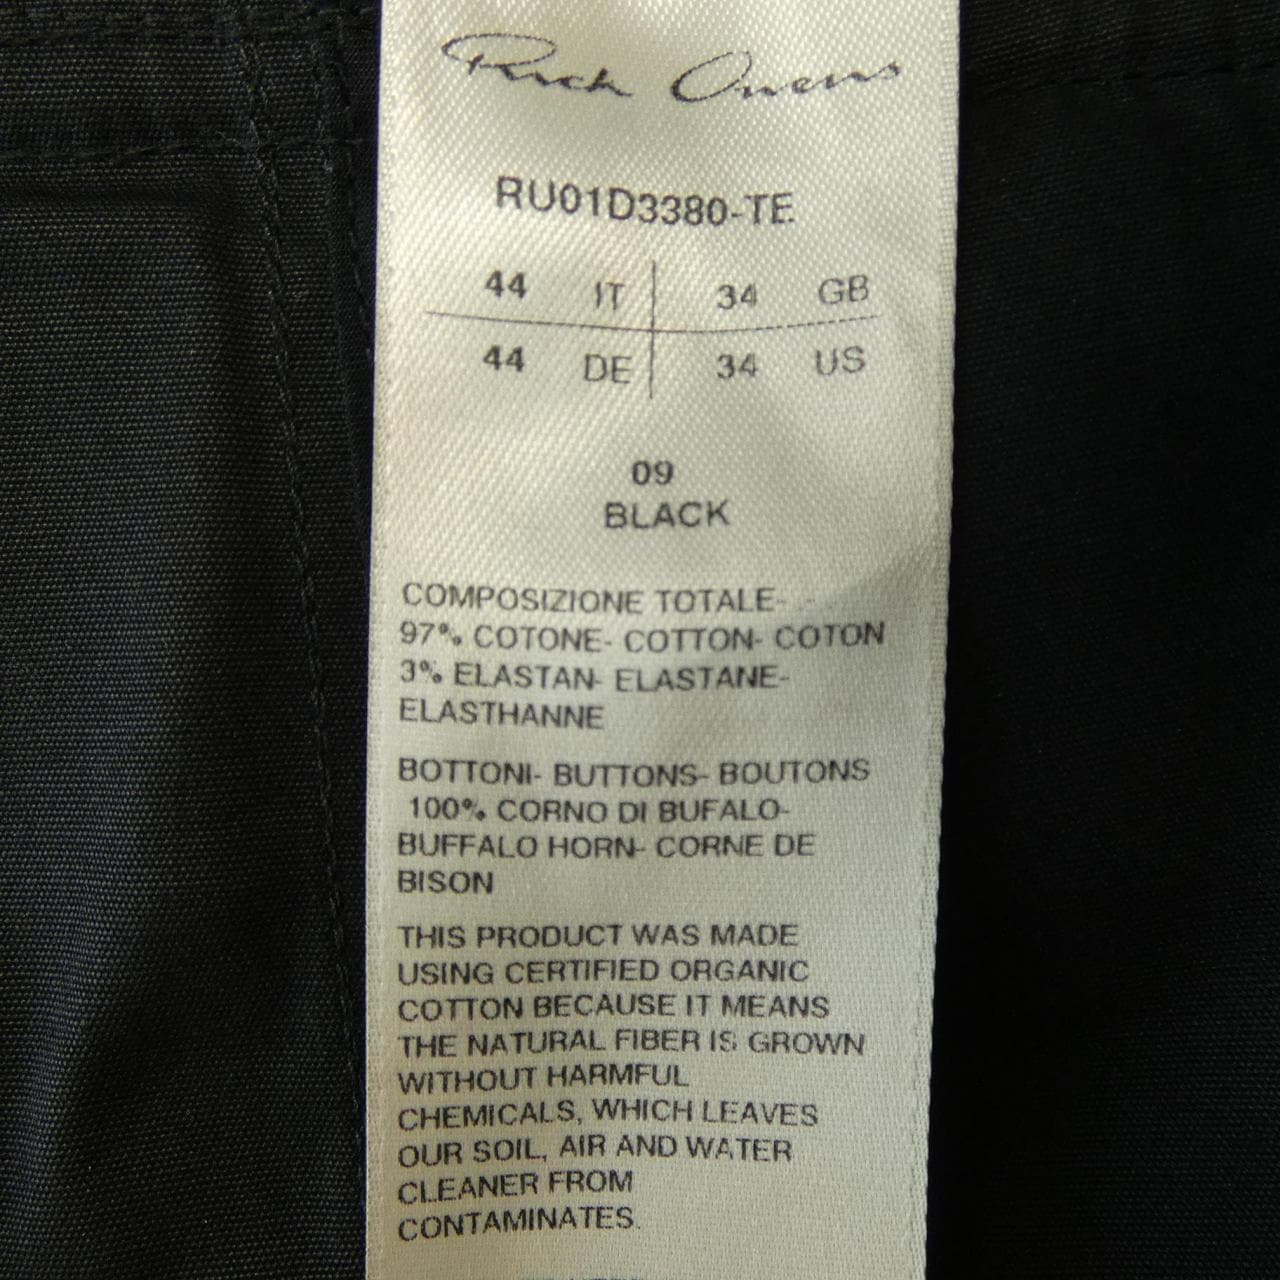 Rick Owens
RU01D3380-TE
44 IT 34 GB
44 DE 34 US
09
BLACK
COMPOSIZIONE TOTALE-
97% COTONE- COTTON- COTON
3% ELASTAN- ELASTANE-
ELASTHANNE
BOTTONI- BUTTONS- BOUTONS
100% CORNO DI BUFALO-
BUFFALO HORN- CORNE DE
BISON
THIS PRODUCT WAS MADE
USING CERTIFIED ORGANIC
COTTON BECAUSE IT MEANS
THE NATURAL FIBER IS GROWN
WITHOUT HARMFUL
CHEMICALS, WHICH LEAVES
OUR SOIL, AIR AND WATER
CLEANER FROM
CONTAMINATES.